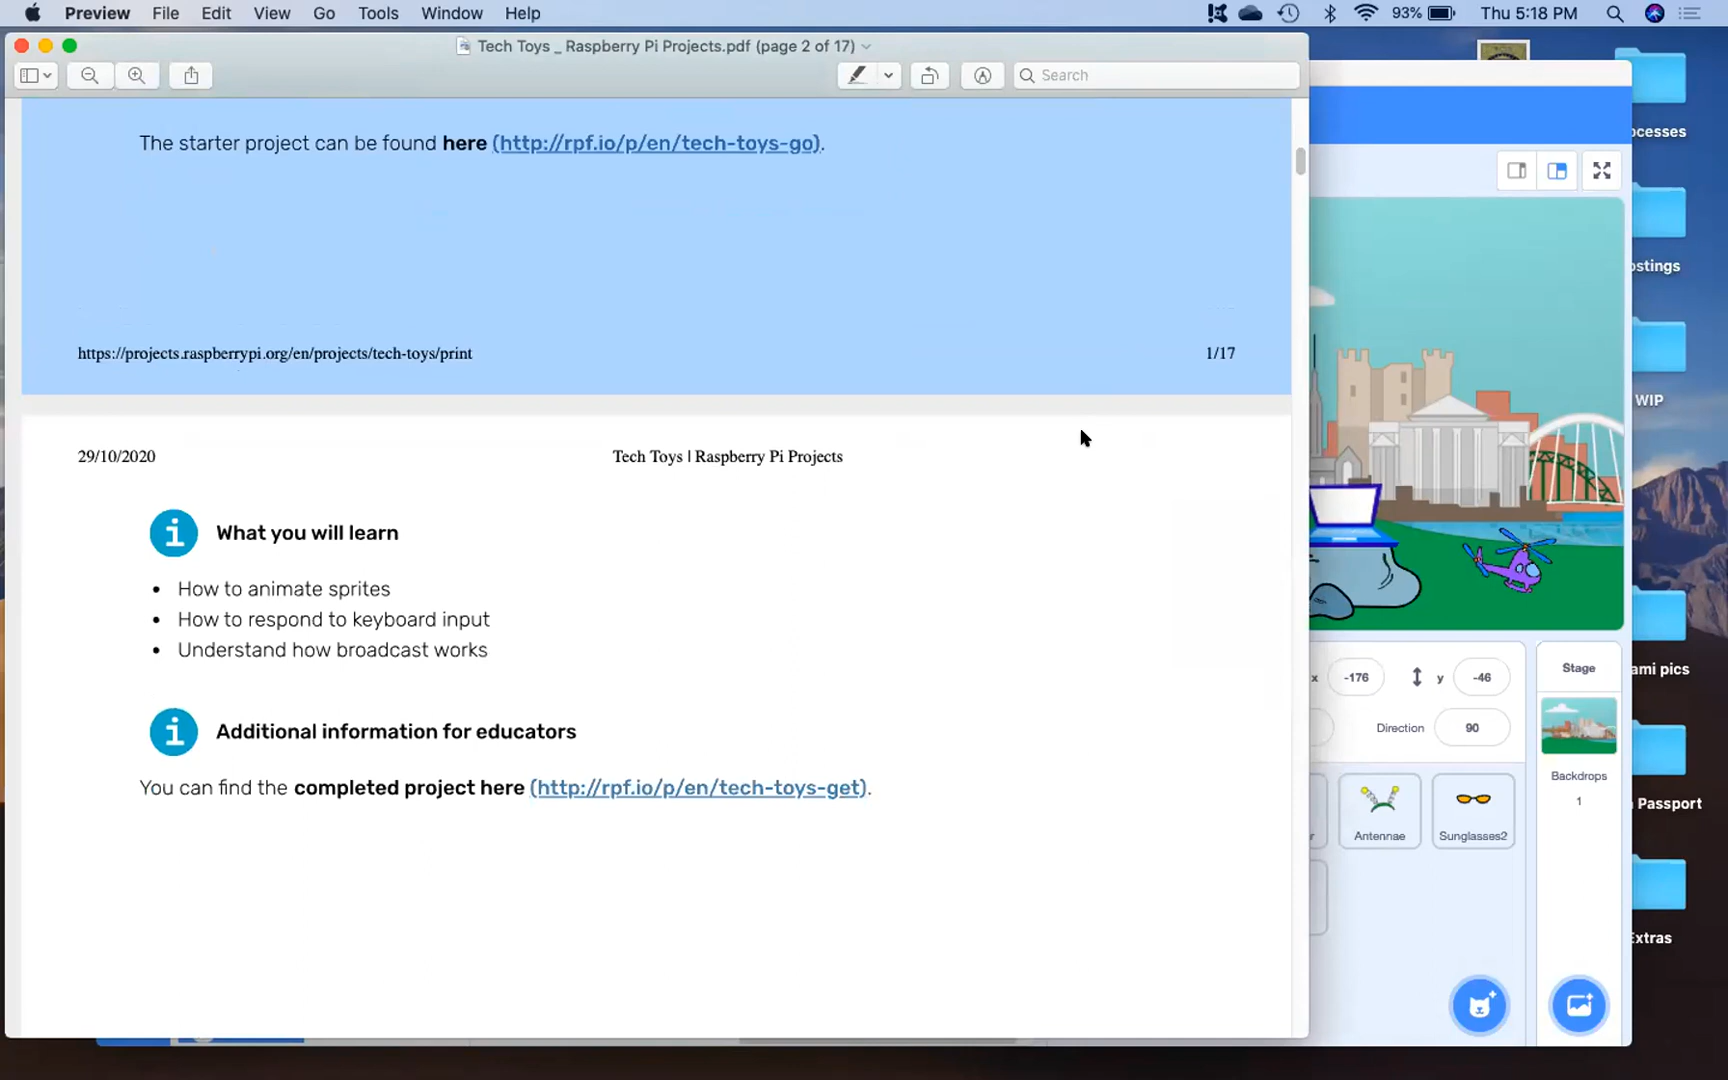 Preview File Edit View Go Tools Window Help 93% Thu 5:18 PM
Tech Toys _ Raspberry Pi Projects.pdf (page 2 of 17)
Search
The starter project can be found here (http://rpf.io/p/en/tech-toys-go).
https://projects.raspberrypi.org/en/projects/tech-toys/print 1/17
29/10/2020 Tech Toys | Raspberry Pi Projects
What you will learn
• How to animate sprites
• How to respond to keyboard input
• Understand how broadcast works
Additional information for educators
You can find the completed project here (http://rpf.io/p/en/tech-toys-get).
x -176 y -46
Direction 90
Stage
Backdrops
1
Antennae
Sunglasses2
r
ocesses
ostings
WIP
ami pics
Passport
Extras